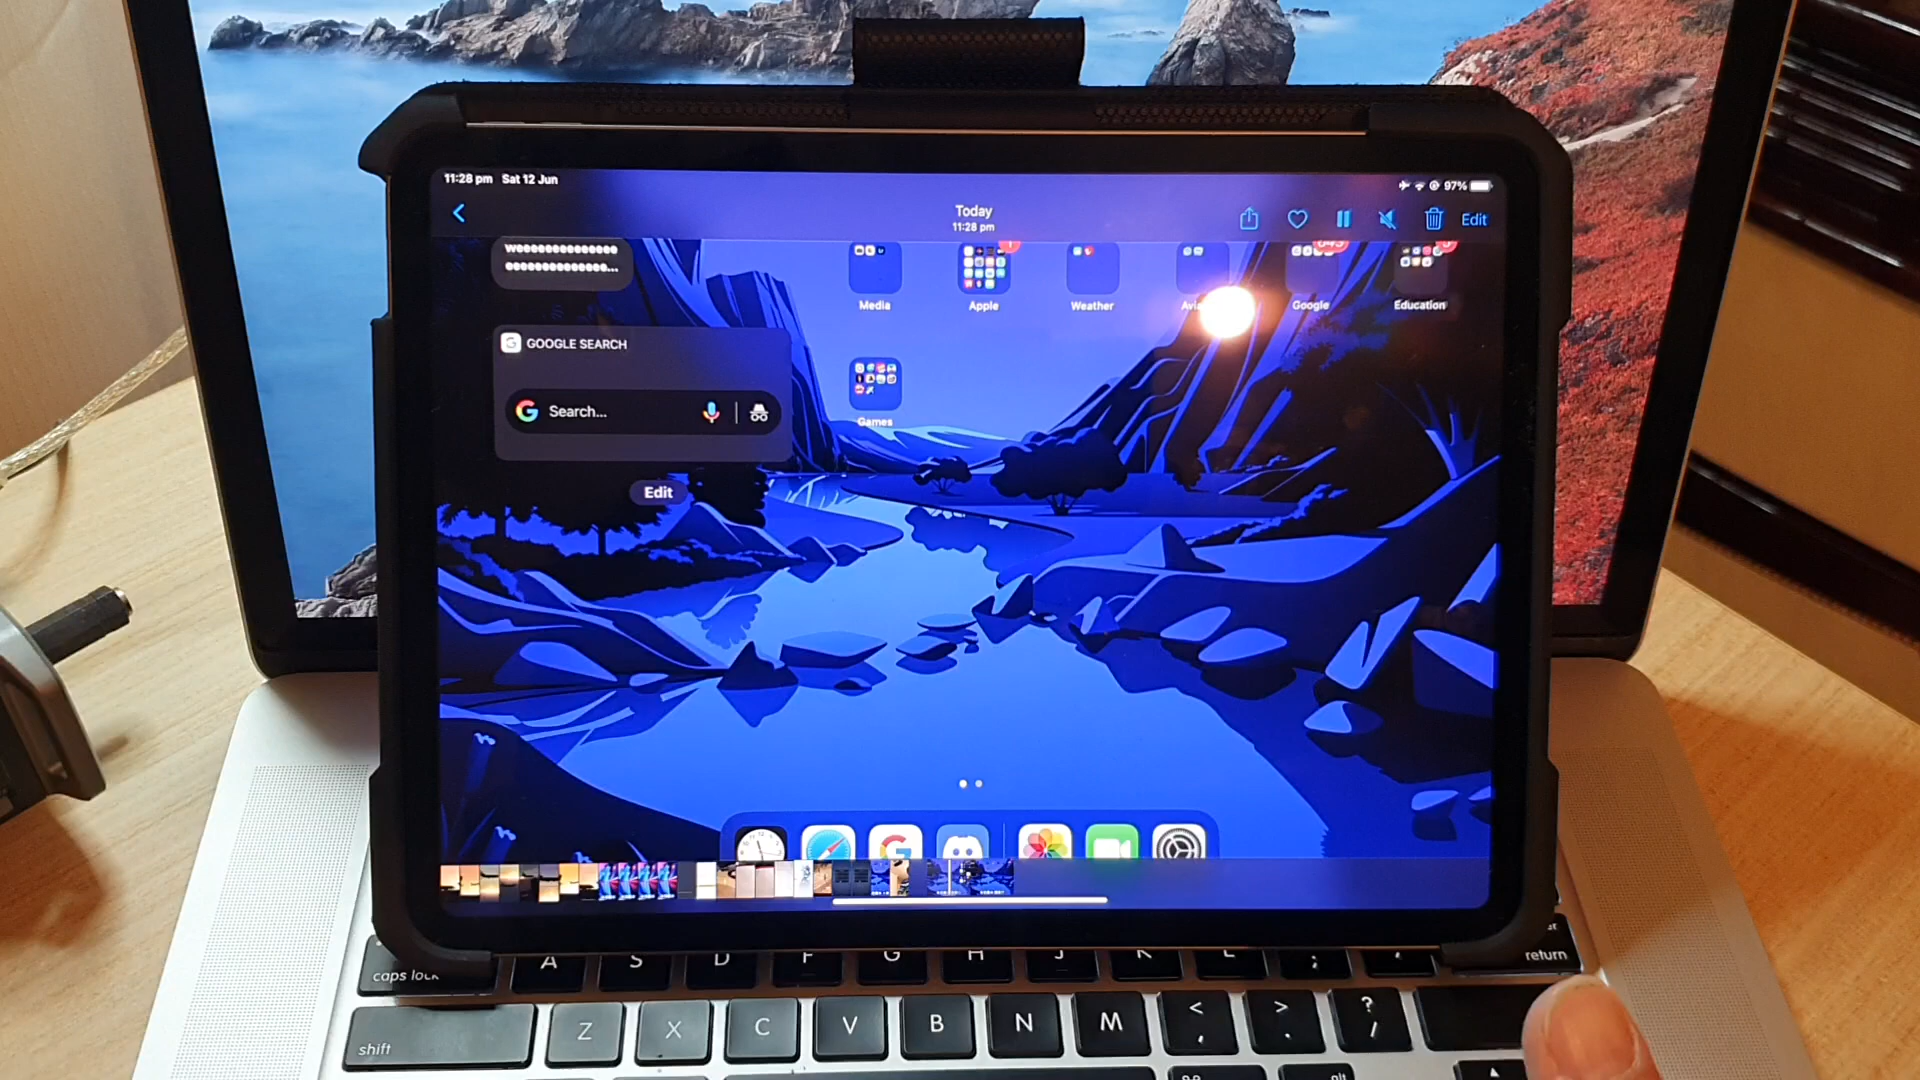 11:28 pm Sat 12 Jun
97%
Today
11:28 pm
Edit
Media
Apple
Weather
Google
Education
GOOGLE SEARCH
Search...
Games
Edit
caps lock
A S D F G H J K L ;
return
shift
Z X C V B N M < , > . ? /